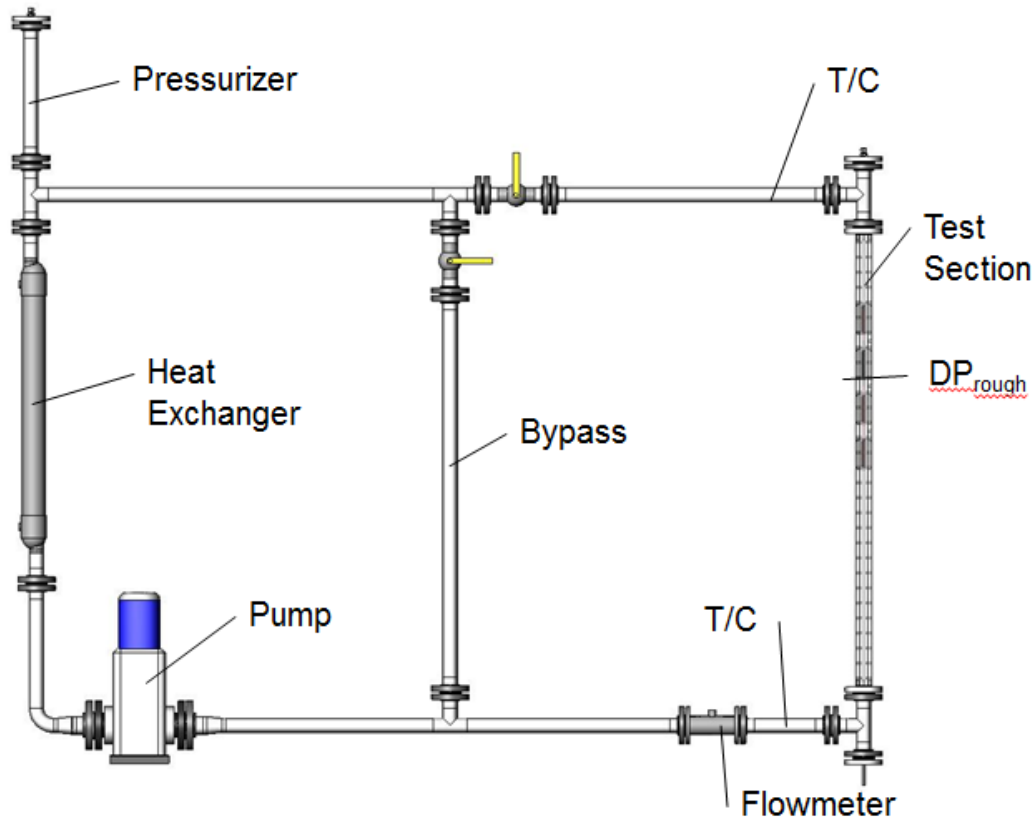 Pressurizer
T/C
Test
Section
DPrough
Heat
Exchanger
Bypass
Pump
T/C
Flowmeter